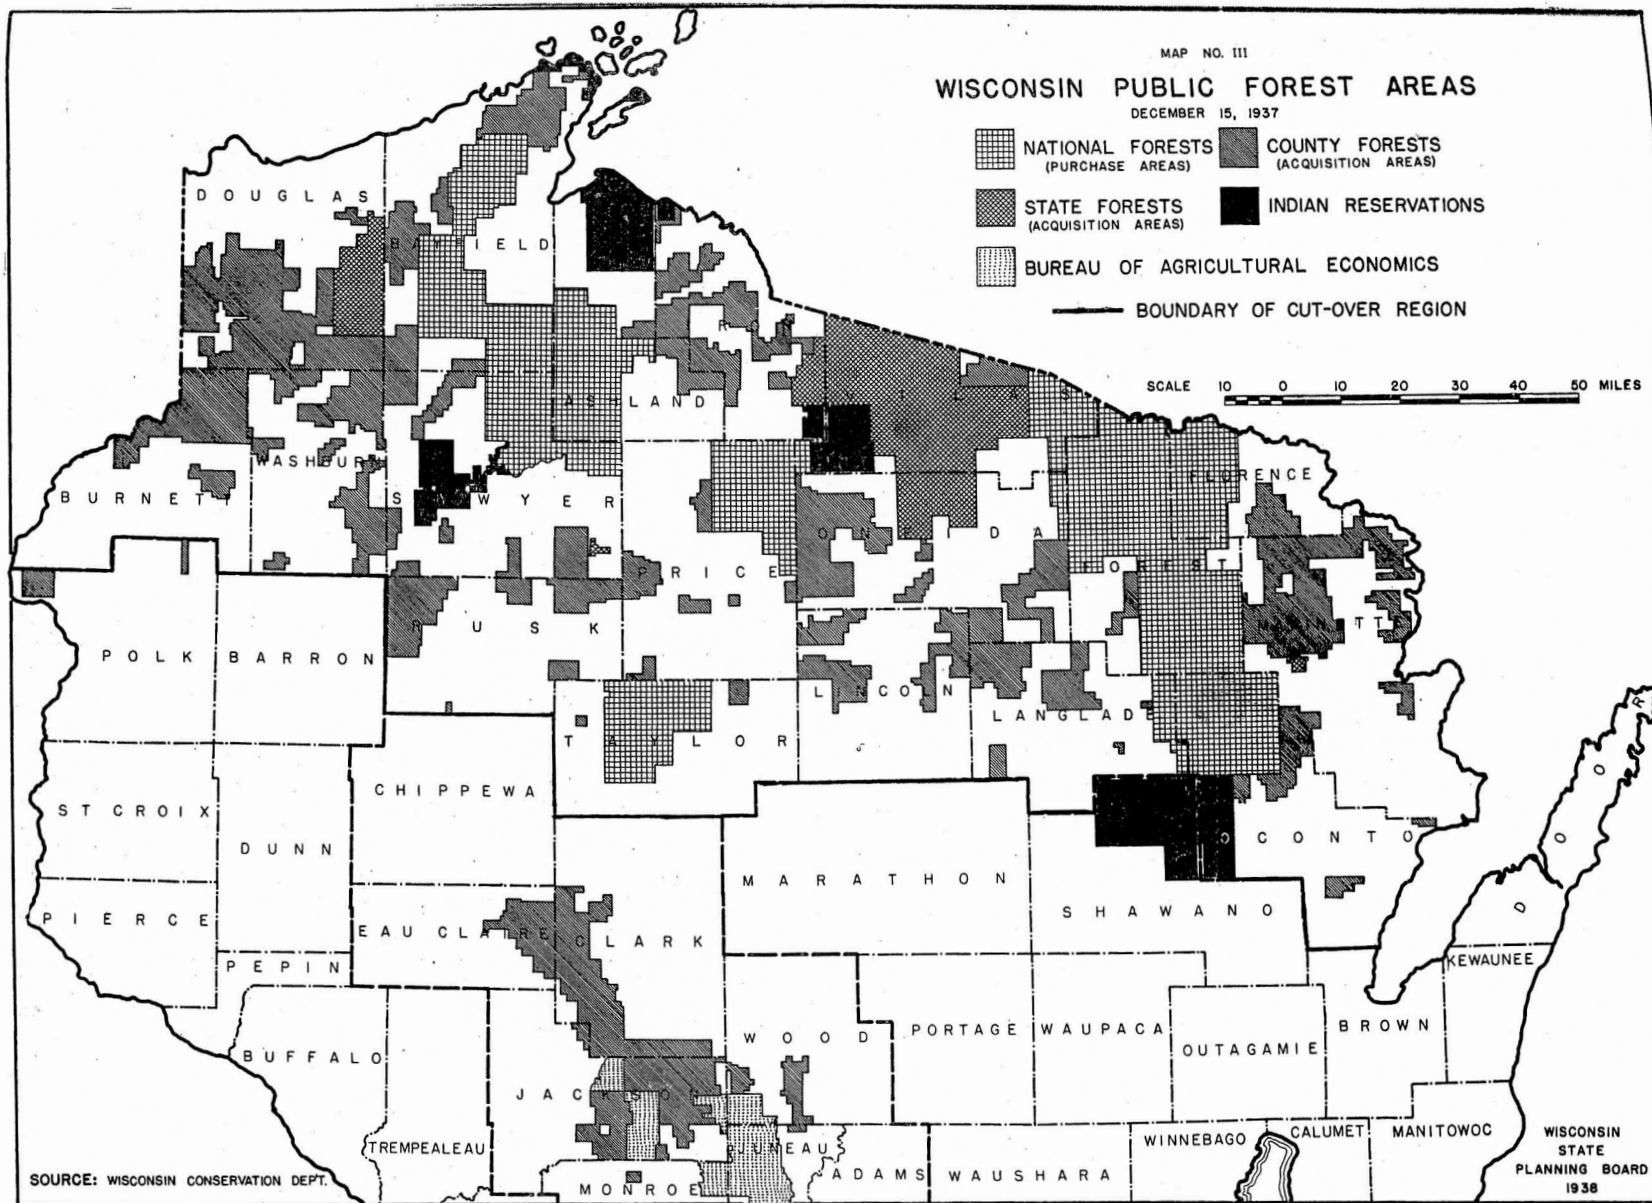 MAP NO. III
WISCONSIN PUBLIC FOREST AREAS
DECEMBER 15, 1937
NATIONAL FORESTS
(PURCHASE AREAS)
COUNTY FORESTS
(ACQUISITION AREAS)
STATE FORESTS
(ACQUISITION AREAS)
INDIAN RESERVATIONS
BUREAU OF AGRICULTURAL ECONOMICS
BOUNDARY OF CUT-OVER REGION
SCALE 10 0 10 20 30 40 50 MILES
DOUGLAS
BAYFIELD
IRON
ASHLAND
VILAS
WASHBURN
BURNETT
SAWYER
FLORENCE
ONEIDA
PRICE
FOREST
RUSK
MARINETTE
POLK
BARRON
LINCOLN
LANGLADE
TAYLOR
DOOR
CHIPPEWA
ST CROIX
DUNN
OCONTO
MARATHON
SHAWANO
PIERCE
EAU CLAIRE
CLARK
PEPIN
KEWAUNEE
WOOD
PORTAGE
WAUPACA
BROWN
OUTAGAMIE
BUFFALO
JACKSON
TREMPEALEAU
JUNEAU
ADAMS
WAUSHARA
WINNEBAGO
CALUMET
MANITOWOC
MONROE
SOURCE: WISCONSIN CONSERVATION DEPT.
WISCONSIN
STATE
PLANNING BOARD
1938